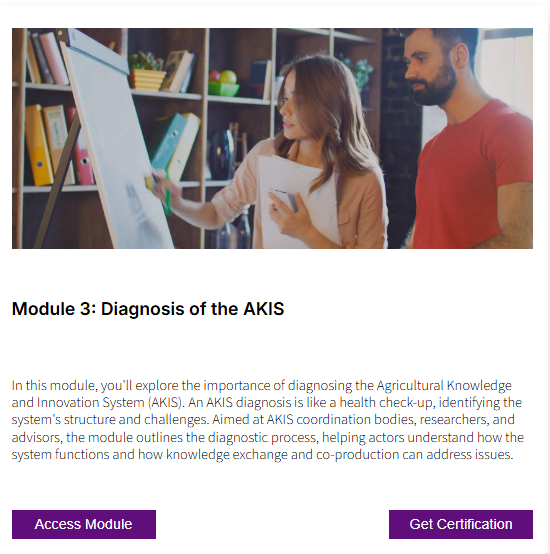 Module 3: Diagnosis of the AKIS
In this module, you'll explore the importance of diagnosing the Agricultural Knowledge
and Innovation System (AKIS). An AKIS diagnosis is like a health check-up, identifying the
system's structure and challenges. Aimed at AKIS coordination bodies, researchers, and
advisors, the module outlines the diagnostic process, helping actors understand how the
system functions and how knowledge exchange and co-production can address issues.
Access Module
Get Certification